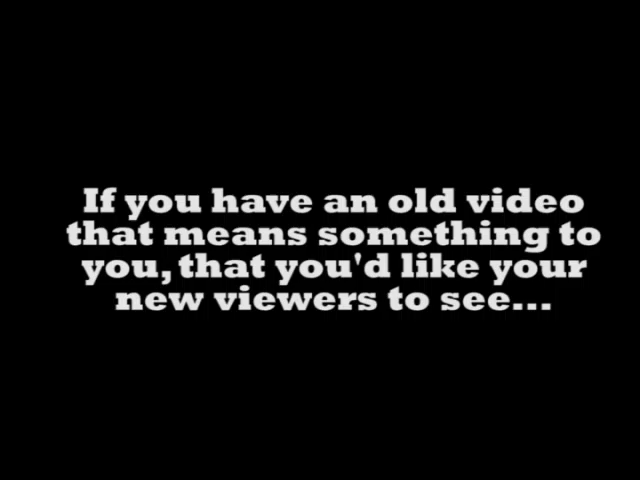 If you have an old video
that means something to
you, that you'd like your
new viewers to see...